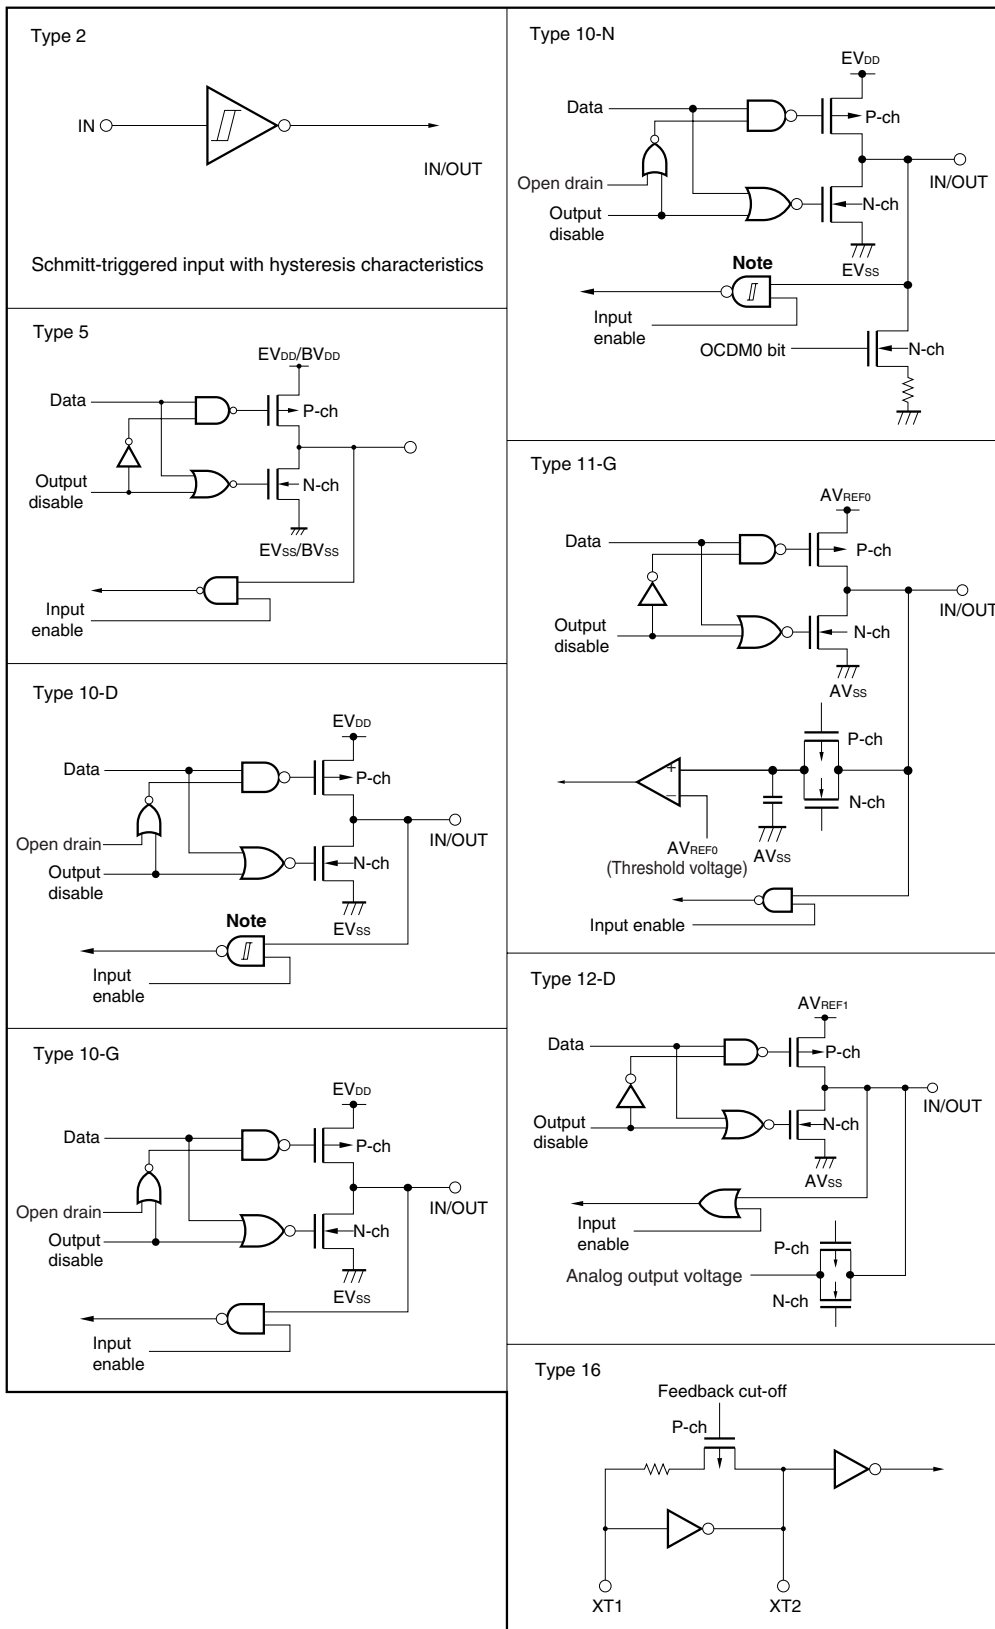 Type 2
IN
IN/OUT
Schmitt-triggered input with hysteresis characteristics
Type 5
EVDD/BVDD
Data
P-ch
Output
disable
N-ch
EVSS/BVSS
Input
enable
Type 10-D
EVDD
Data
P-ch
IN/OUT
Open drain
Output
disable
N-ch
EVSS
Note
Input
enable
Type 10-G
EVDD
Data
P-ch
IN/OUT
Open drain
Output
disable
N-ch
EVSS
Input
enable
Type 10-N
EVDD
Data
P-ch
IN/OUT
Open drain
Output
disable
N-ch
EVSS
Note
Input
enable
OCDM0 bit
N-ch
Type 11-G
AVREF0
Data
P-ch
IN/OUT
Output
disable
N-ch
AVSS
P-ch
N-ch
+
−
AVREF0
(Threshold voltage)
AVSS
Input enable
Type 12-D
AVREF1
Data
P-ch
IN/OUT
Output
disable
N-ch
AVSS
Input
enable
P-ch
Analog output voltage
N-ch
Type 16
Feedback cut-off
P-ch
XT1
XT2